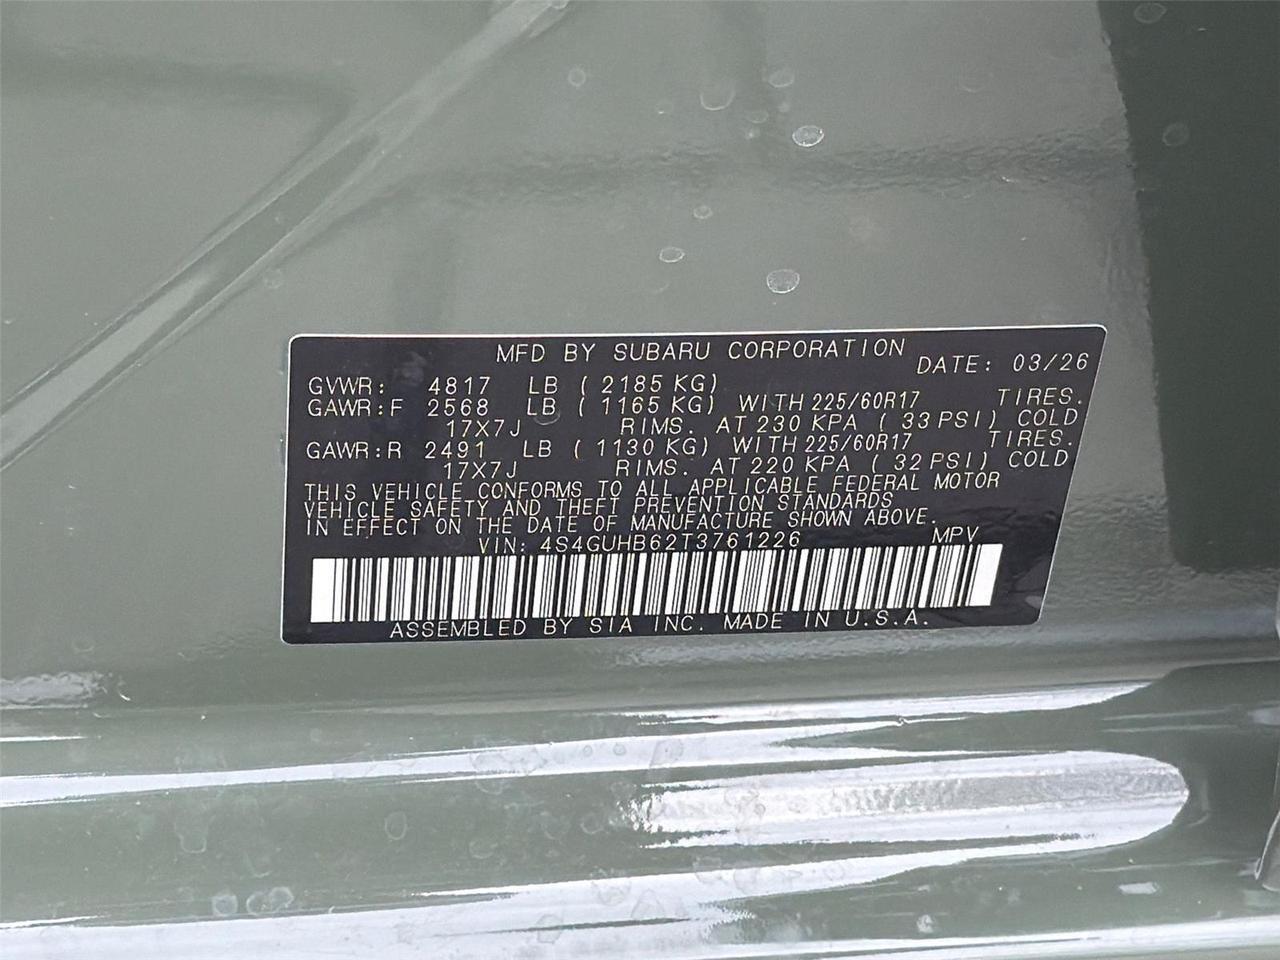 MFD BY SUBARU CORPORATION DATE: 03/26
GVWR: 4817 LB ( 2185 KG)
GAWR:F 2568 LB ( 1165 KG) WITH 225/60R17 TIRES.
17X7J RIMS. AT 230 KPA ( 33 PSI) COLD
GAWR:R 2491 LB ( 1130 KG) WITH 225/60R17 TIRES.
17X7J RIMS. AT 220 KPA ( 32 PSI) COLD
THIS VEHICLE CONFORMS TO ALL APPLICABLE FEDERAL MOTOR
VEHICLE SAFETY AND THEFT PREVENTION STANDARDS
IN EFFECT ON THE DATE OF MANUFACTURE SHOWN ABOVE.
VIN: 4S4GUHB62T3761226 MPV
ASSEMBLED BY SIA INC. MADE IN U.S.A.